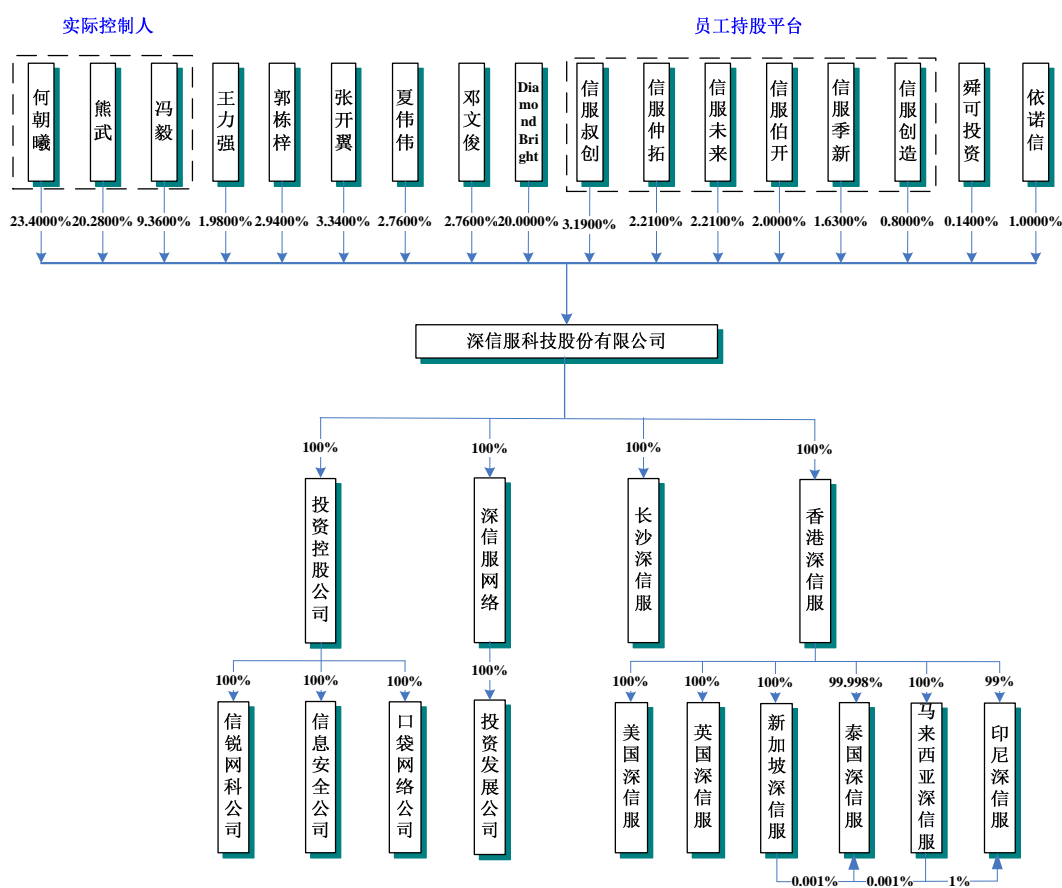 实际控制人
员工持股平台
何朝曦
熊武
冯毅
王力强
郭栋梓
张开翼
夏伟伟
邓文俊
Dia
mo
nd
Bri
ght
信服叔创
信服仲拓
信服未来
信服伯开
信服季新
信服创造
舜可投资
依诺信
23.4000%
20.2800%
9.3600%
1.9800%
2.9400%
3.3400%
2.7600%
2.7600%
20.0000%
3.1900%
2.2100%
2.2100%
2.0000%
1.6300%
0.8000%
0.1400%
1.0000%
深信服科技股份有限公司
100%
100%
100%
100%
投资控股公司
深信服网络
长沙深信服
香港深信服
100%
100%
100%
100%
100%
100%
100%
99.998%
100%
99%
信锐网科公司
信息安全公司
口袋网络公司
投资发展公司
美国深信服
英国深信服
新加坡深信服
泰国深信服
马来西亚深信服
印尼深信服
0.001%
0.001%
1%